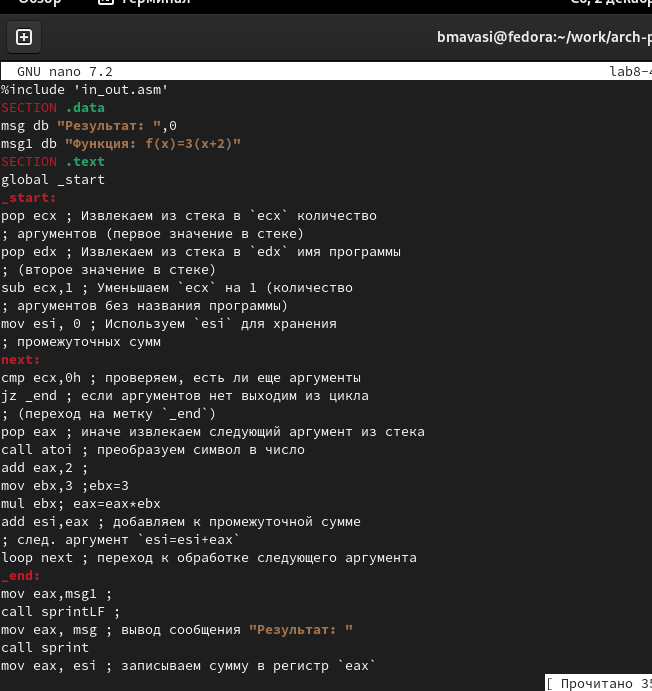 Обзор Терминал Сб, 2 декабр
bmavasi@fedora:~/work/arch-p
GNU nano 7.2 lab8-4
%include 'in_out.asm'
SECTION .data
msg db "Результат: ",0
msg1 db "Функция: f(x)=3(x+2)"
SECTION .text
global _start
_start:
pop ecx ; Извлекаем из стека в `ecx` количество
; аргументов (первое значение в стеке)
pop edx ; Извлекаем из стека в `edx` имя программы
; (второе значение в стеке)
sub ecx,1 ; Уменьшаем `ecx` на 1 (количество
; аргументов без названия программы)
mov esi, 0 ; Используем `esi` для хранения
; промежуточных сумм
next:
cmp ecx,0h ; проверяем, есть ли еще аргументы
jz _end ; если аргументов нет выходим из цикла
; (переход на метку `_end`)
pop eax ; иначе извлекаем следующий аргумент из стека
call atoi ; преобразуем символ в число
add eax,2 ;
mov ebx,3 ;ebx=3
mul ebx; eax=eax*ebx
add esi,eax ; добавляем к промежуточной сумме
; след. аргумент `esi=esi+eax`
loop next ; переход к обработке следующего аргумента
_end:
mov eax,msg1 ;
call sprintLF ;
mov eax, msg ; вывод сообщения "Результат: "
call sprint
mov eax, esi ; записываем сумму в регистр `eax`
[ Прочитано 35